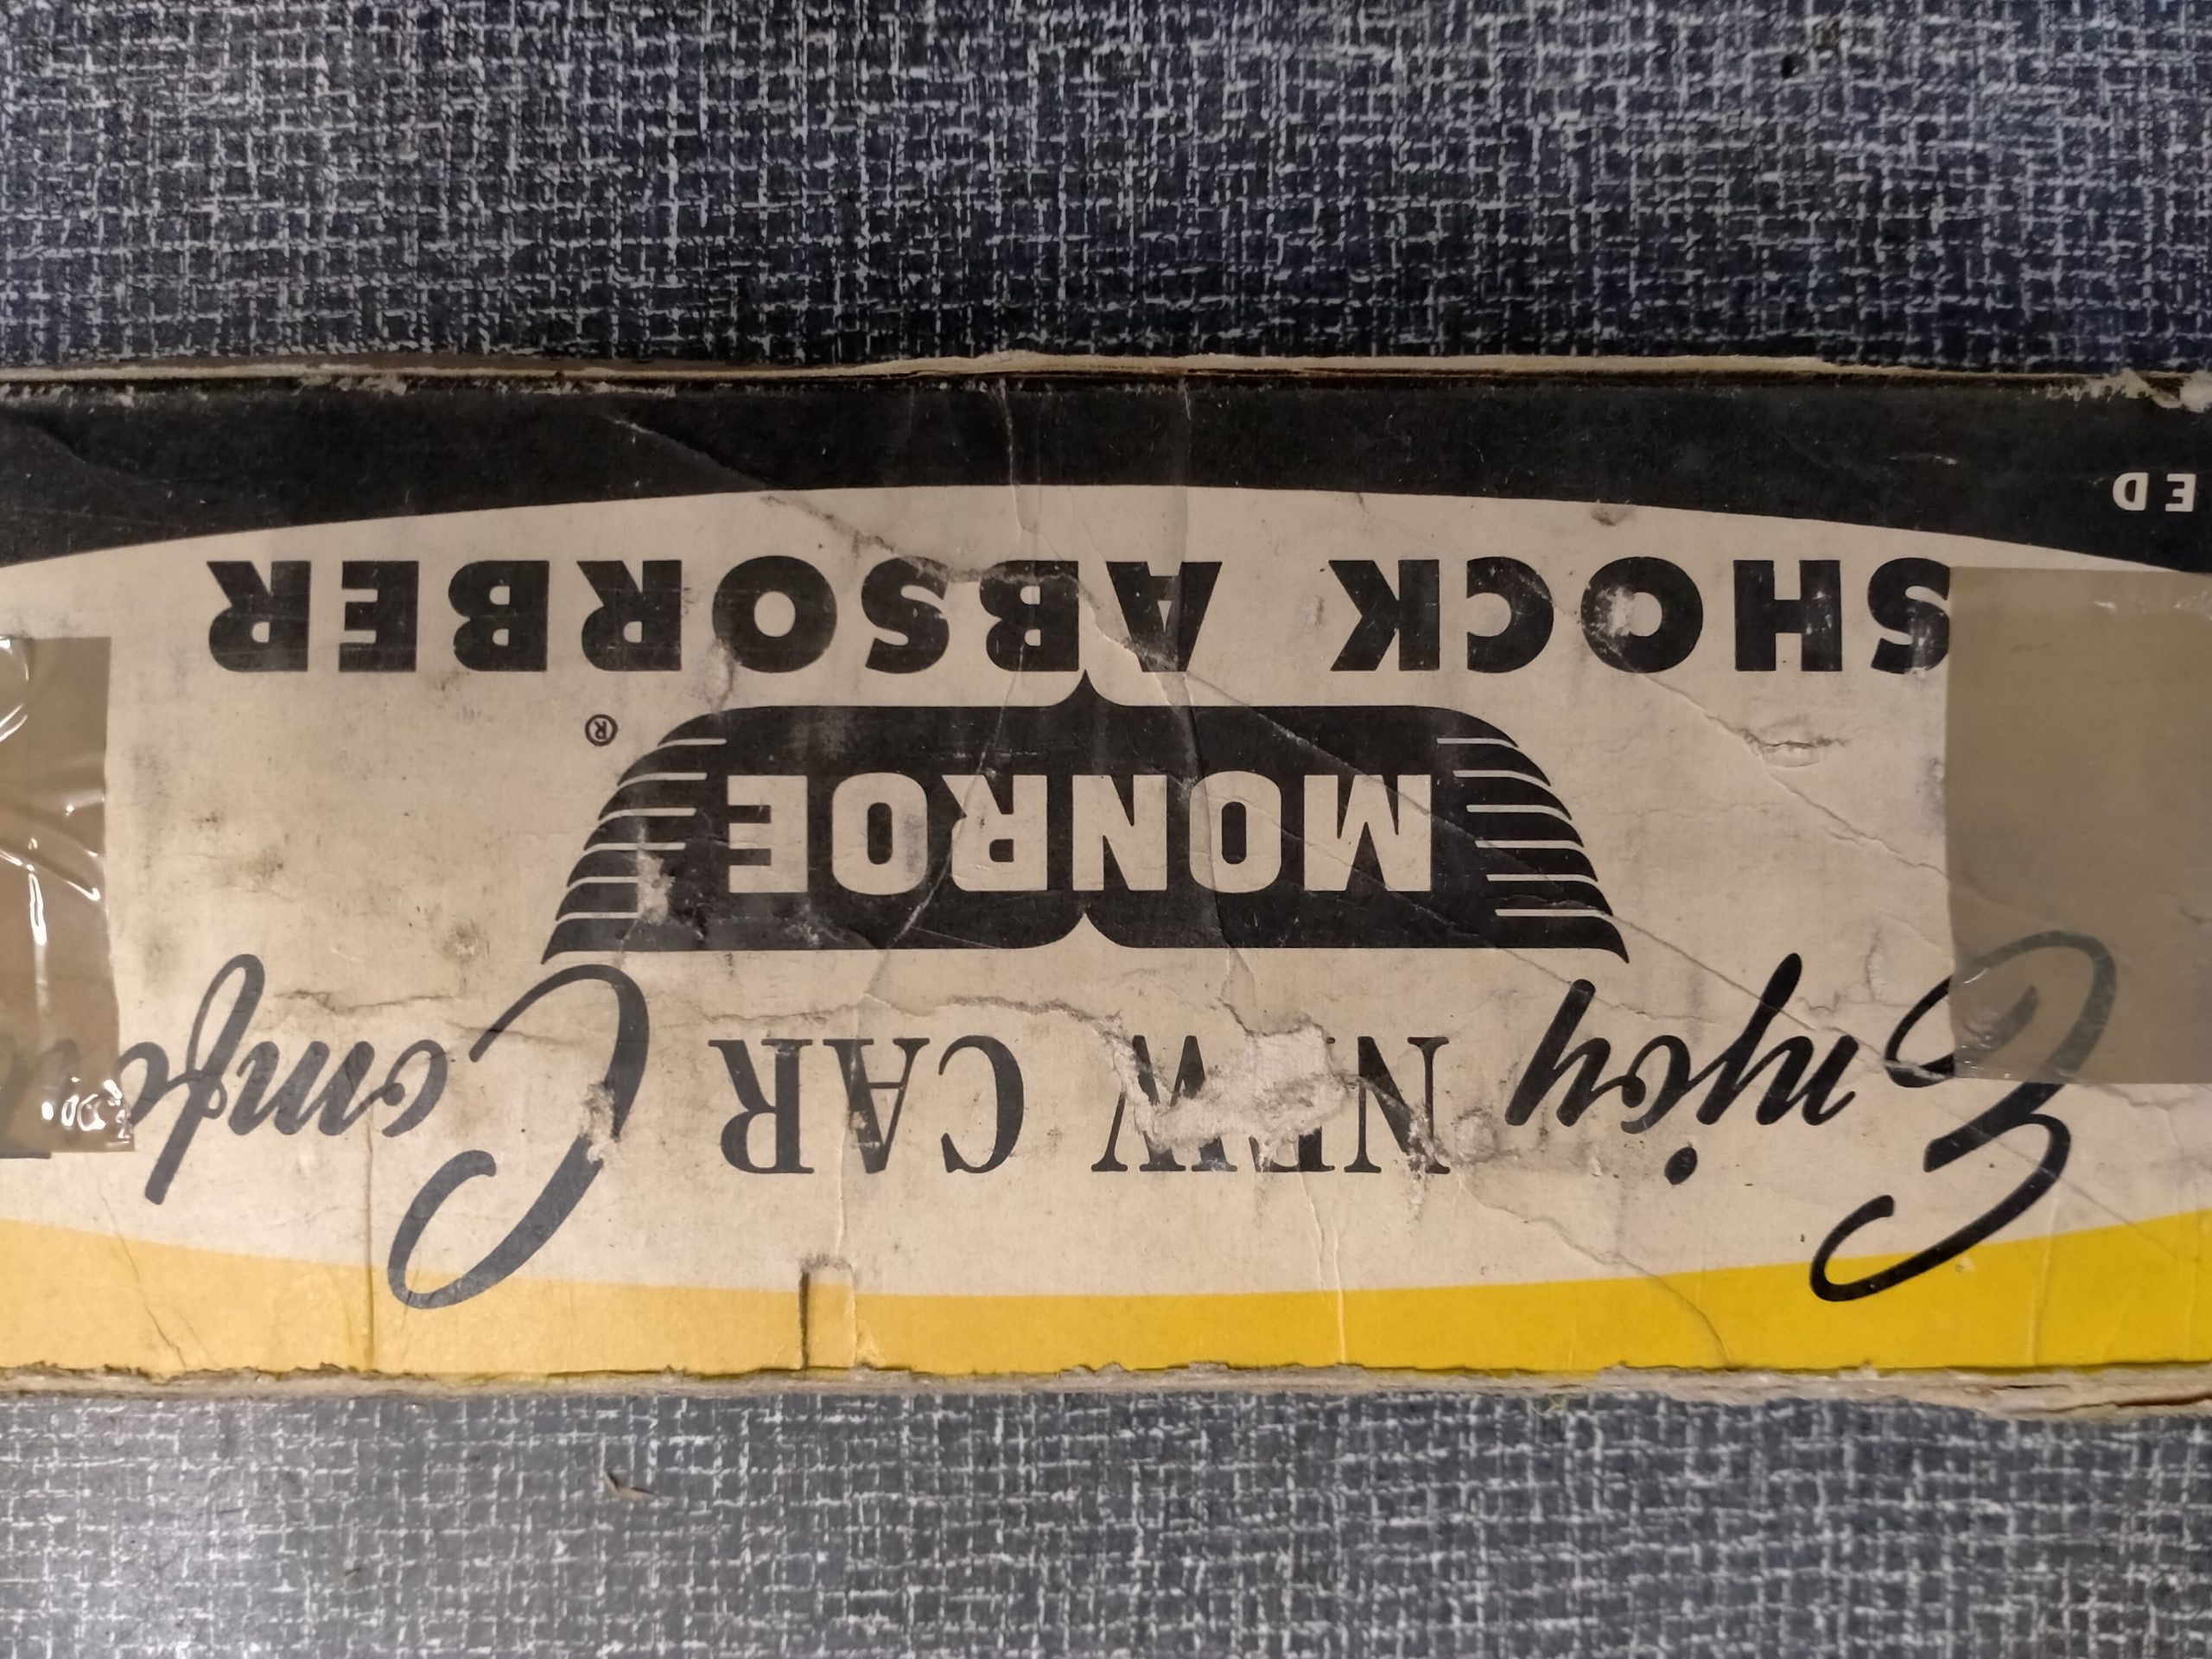 Enjoy NEW CAR Comfo
MONROE ®
SHOCK ABSORBER
ED